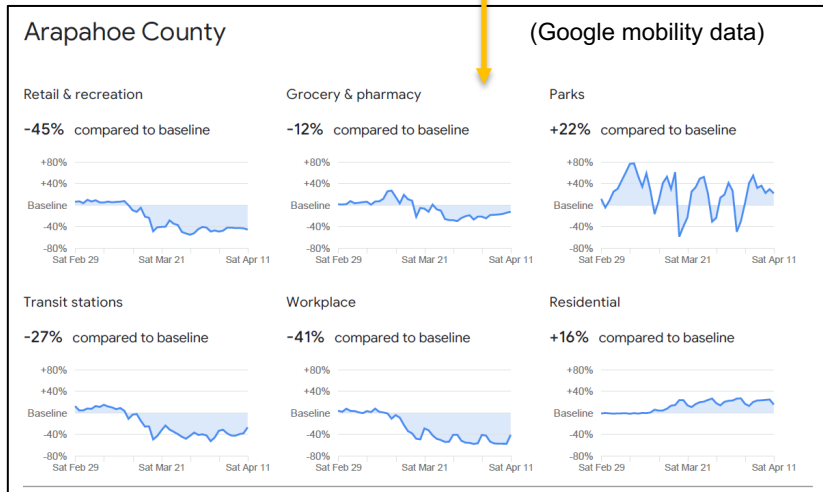 Arapahoe County
(Google mobility data)
Retail & recreation
-45% compared to baseline
+80%
+40%
Baseline
-40%
-80%
Sat Feb 29
Sat Mar 21
Sat Apr 11
Grocery & pharmacy
-12% compared to baseline
+80%
+40%
Baseline
-40%
-80%
Sat Feb 29
Sat Mar 21
Sat Apr 11
Parks
+22% compared to baseline
+80%
+40%
Baseline
-40%
-80%
Sat Feb 29
Sat Mar 21
Sat Apr 11
Transit stations
-27% compared to baseline
+80%
+40%
Baseline
-40%
-80%
Sat Feb 29
Sat Mar 21
Sat Apr 11
Workplace
-41% compared to baseline
+80%
+40%
Baseline
-40%
-80%
Sat Feb 29
Sat Mar 21
Sat Apr 11
Residential
+16% compared to baseline
+80%
+40%
Baseline
-40%
-80%
Sat Feb 29
Sat Mar 21
Sat Apr 11